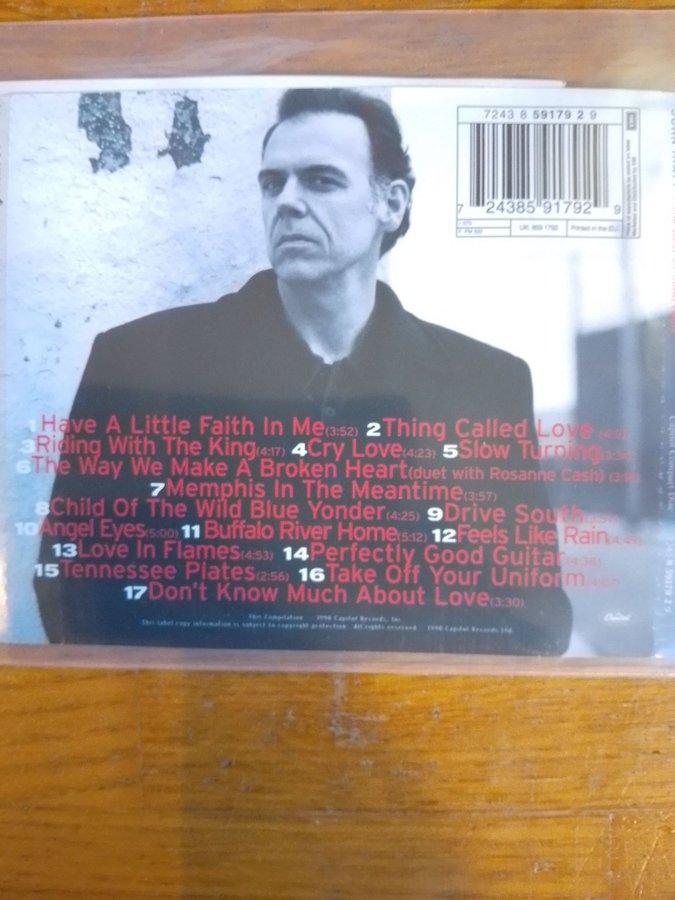 7243 8 59179 2 9
7 24385 91792 9
UK: 859 1792
Printed in the EU
1 Have A Little Faith In Me(3:52) 2 Thing Called Love
3 Riding With The King(4:17) 4 Cry Love(4:23) 5 Slow Turning
6 The Way We Make A Broken Heart(duet with Rosanne Cash)
7 Memphis In The Meantime(3:57)
8 Child Of The Wild Blue Yonder(4:25) 9 Drive South
10 Angel Eyes(5:00) 11 Buffalo River Home(5:12) 12 Feels Like Rain
13 Love In Flames(4:53) 14 Perfectly Good Guitar(4:38)
15 Tennessee Plates(2:56) 16 Take Off Your Uniform
17 Don't Know Much About Love(3:30)
This Compilation 1998 Capitol Records, Inc.
This label copy information is subject to copyright protection All rights reserved 1998 Capitol Records Ltd.
Capitol